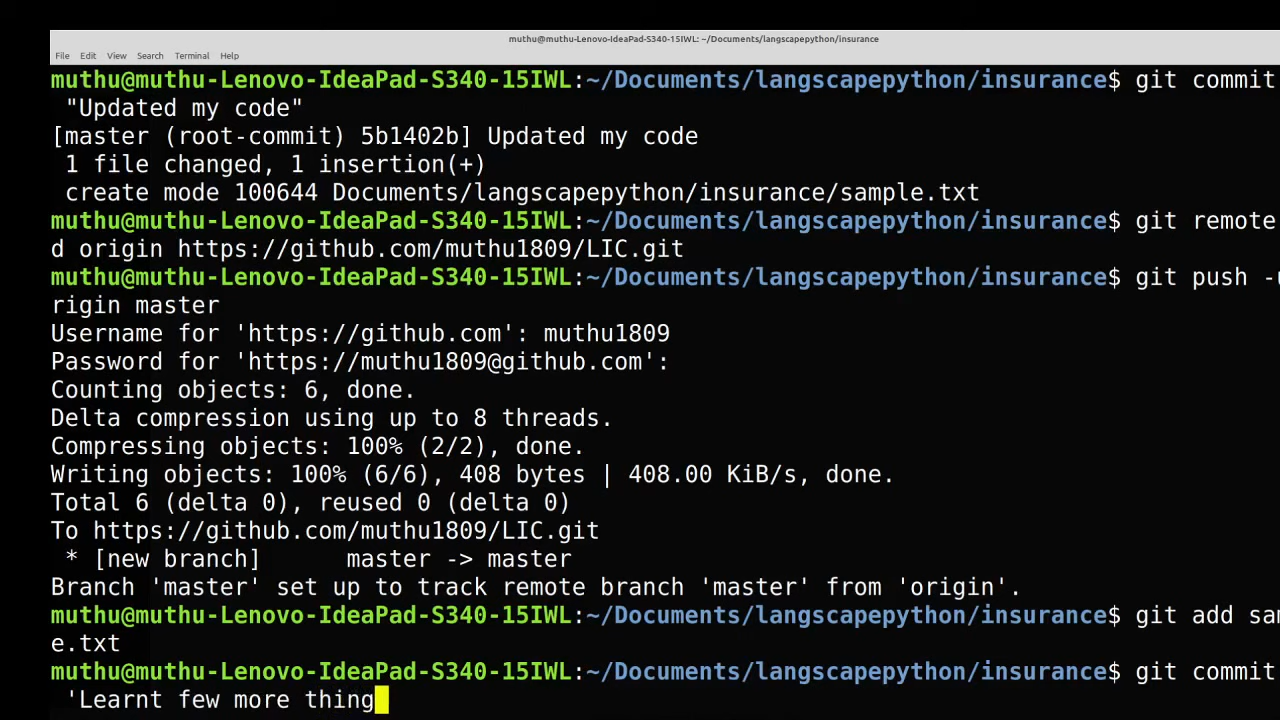 muthu@muthu-Lenovo-IdeaPad-S340-15IWL: ~/Documents/langscapepython/insurance
File Edit View Search Terminal Help
muthu@muthu-Lenovo-IdeaPad-S340-15IWL:~/Documents/langscapepython/insurance$ git commit
"Updated my code"
[master (root-commit) 5b1402b] Updated my code
1 file changed, 1 insertion(+)
create mode 100644 Documents/langscapepython/insurance/sample.txt
muthu@muthu-Lenovo-IdeaPad-S340-15IWL:~/Documents/langscapepython/insurance$ git remote
d origin https://github.com/muthu1809/LIC.git
muthu@muthu-Lenovo-IdeaPad-S340-15IWL:~/Documents/langscapepython/insurance$ git push -u
rigin master
Username for 'https://github.com': muthu1809
Password for 'https://muthu1809@github.com':
Counting objects: 6, done.
Delta compression using up to 8 threads.
Compressing objects: 100% (2/2), done.
Writing objects: 100% (6/6), 408 bytes | 408.00 KiB/s, done.
Total 6 (delta 0), reused 0 (delta 0)
To https://github.com/muthu1809/LIC.git
* [new branch] master -> master
Branch 'master' set up to track remote branch 'master' from 'origin'.
muthu@muthu-Lenovo-IdeaPad-S340-15IWL:~/Documents/langscapepython/insurance$ git add sam
e.txt
muthu@muthu-Lenovo-IdeaPad-S340-15IWL:~/Documents/langscapepython/insurance$ git commit
'Learnt few more thing